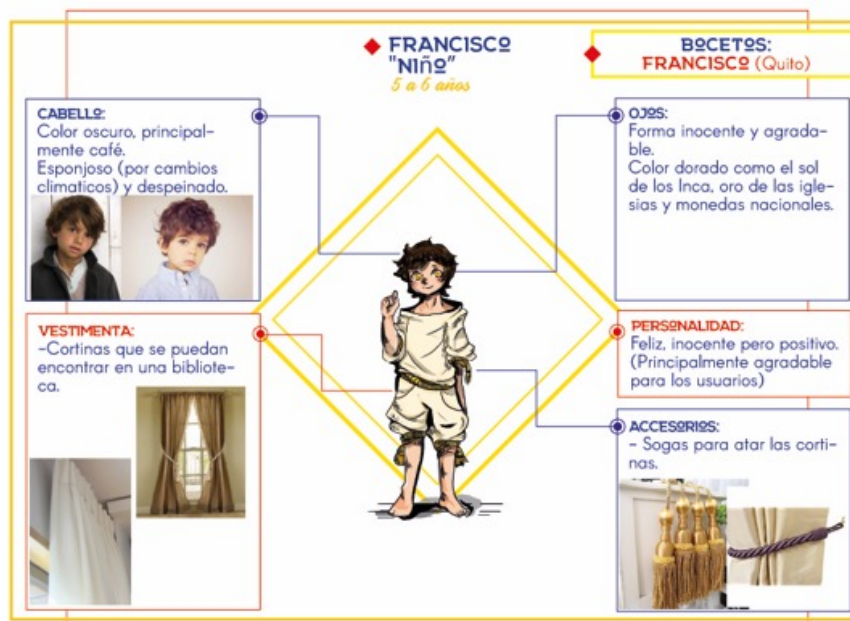 FRANCISCO
"NIÑO"
5 a 6 años
BOCETOS:
FRANCISCO (Quito)
CABELLO:
Color oscuro, principal-
mente café.
Esponjoso (por cambios
climaticos) y despeinado.
OJOS:
Forma inocente y agrada-
ble.
Color dorado como el sol
de los Inca, oro de las igle-
sias y monedas nacionales.
VESTIMENTA:
-Cortinas que se puedan
encontrar en una bibliote-
ca.
PERSONALIDAD:
Feliz, inocente pero positivo.
(Principalmente agradable
para los usuarios)
ACCESORIOS:
- Sogas para atar las corti-
nas.